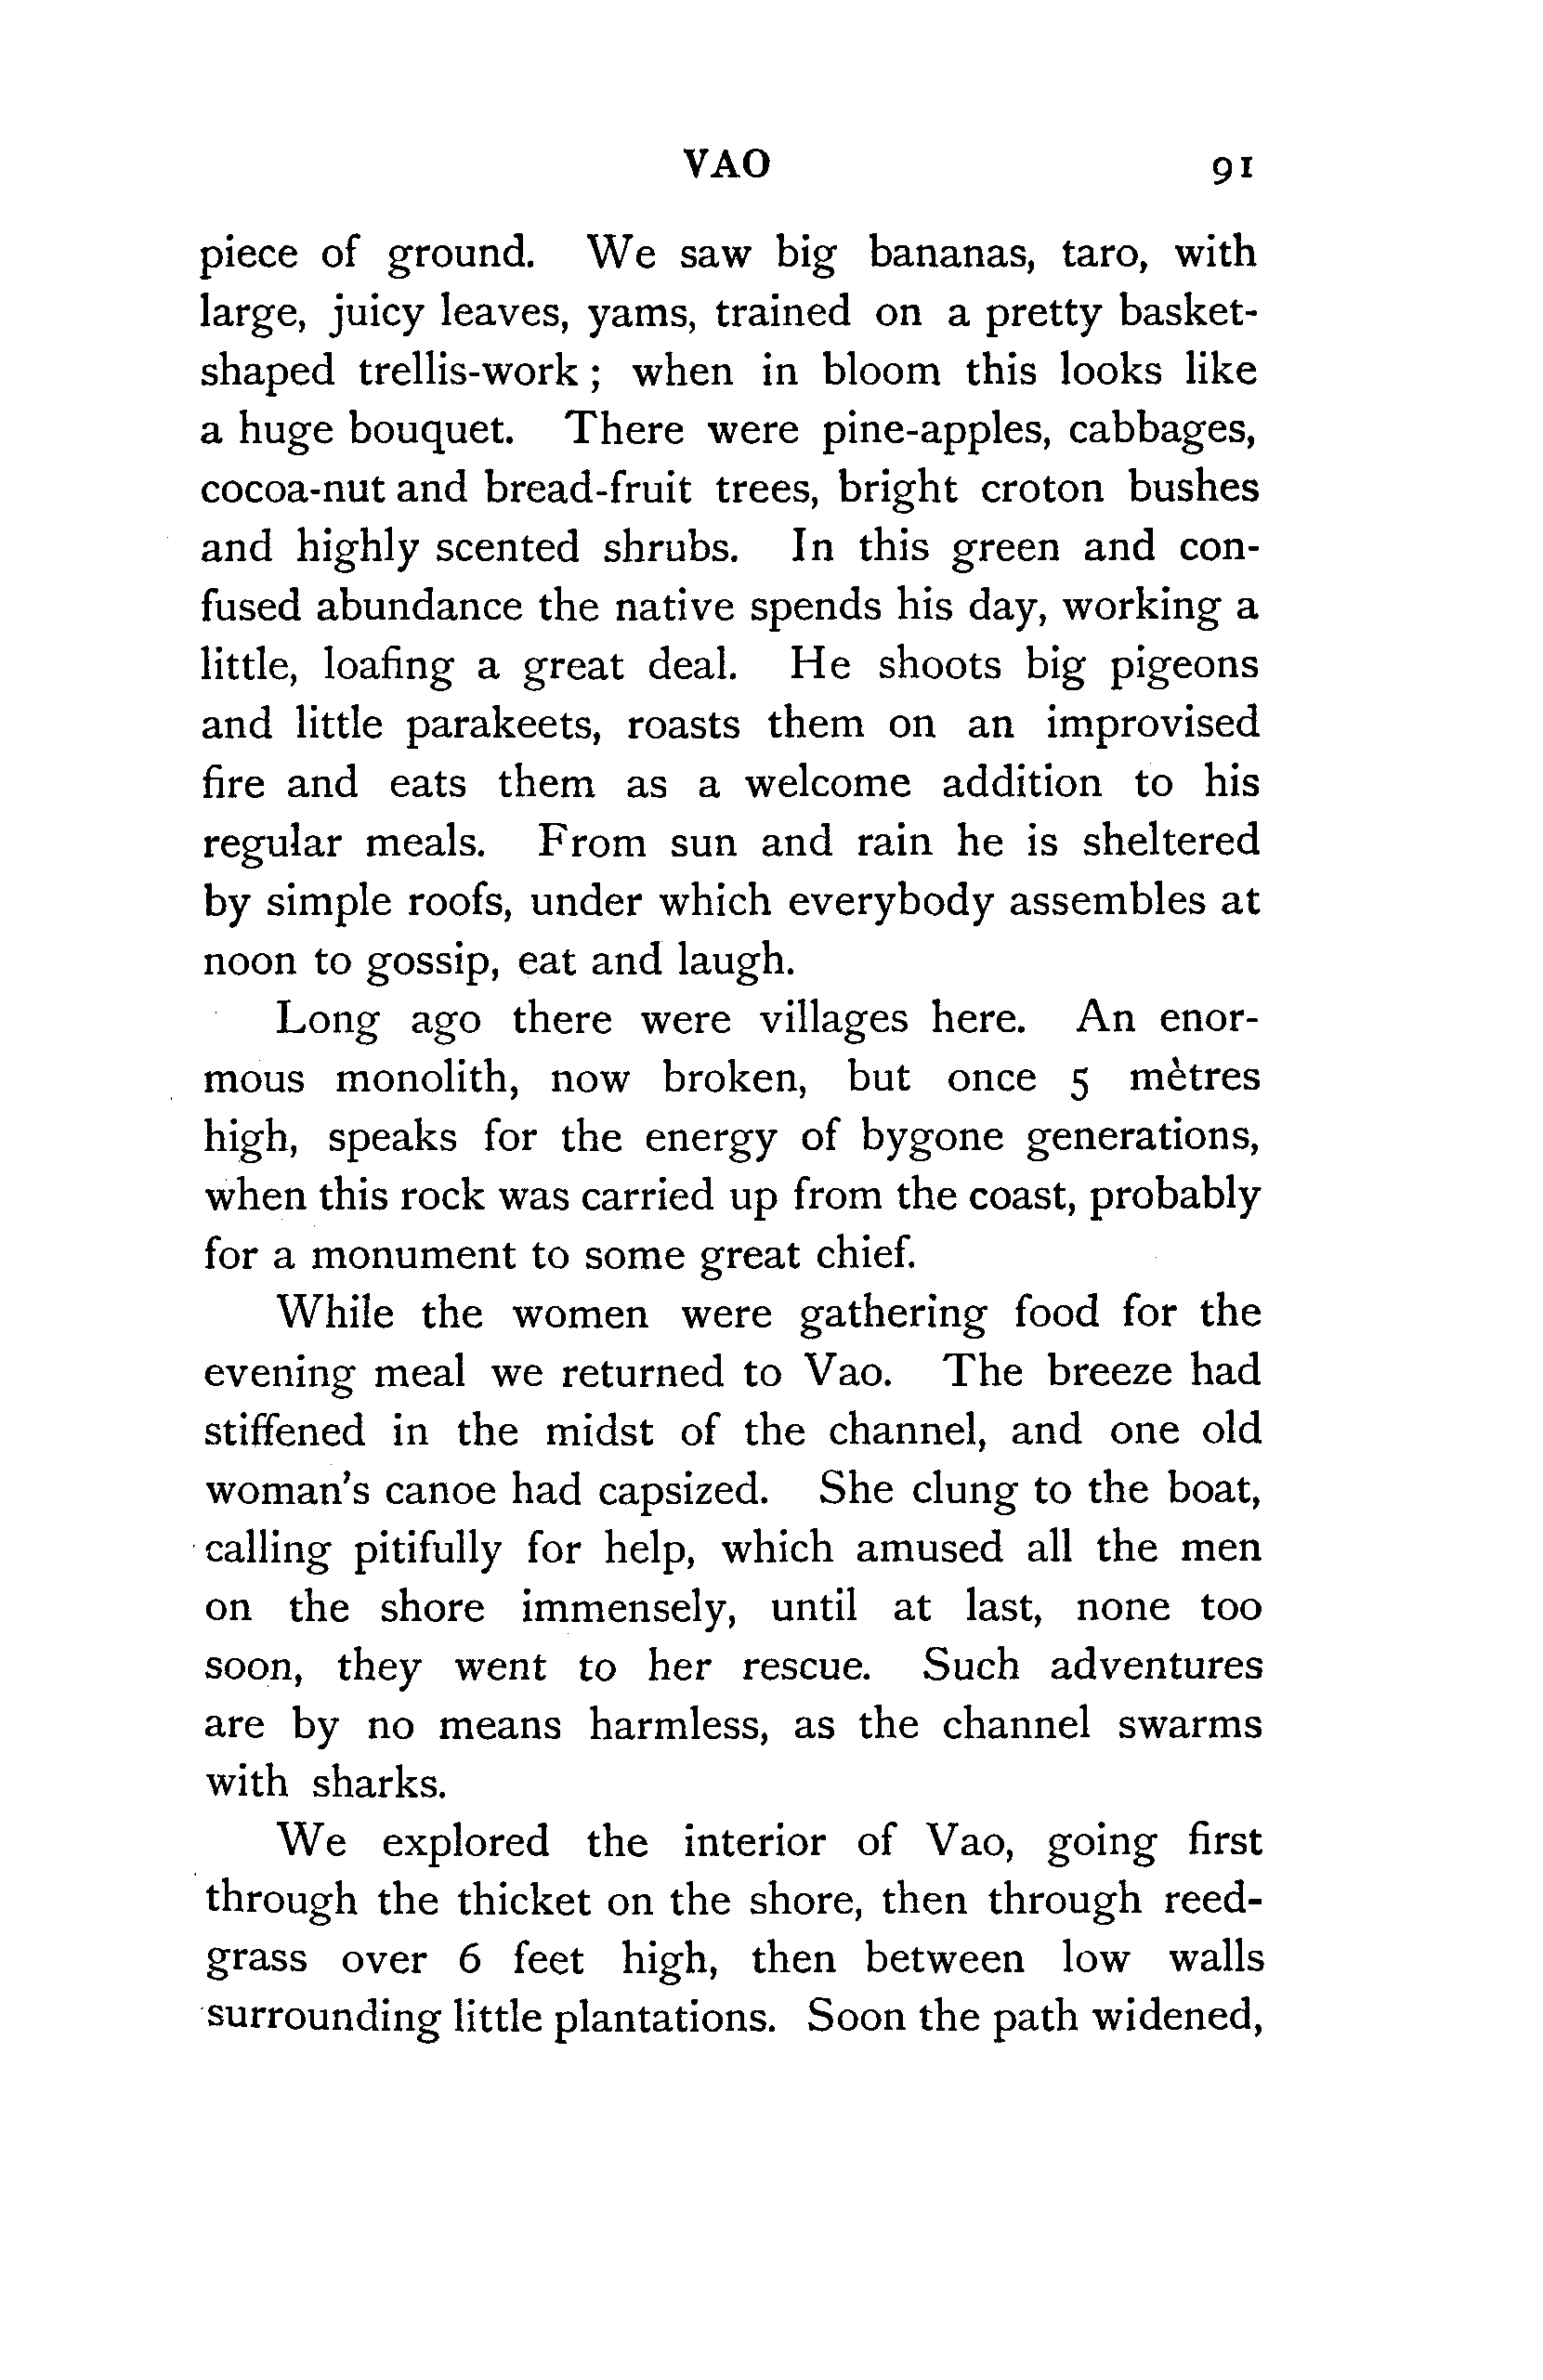 VAO 91
piece of ground. We saw big bananas, taro, with
large, juicy leaves, yams, trained on a pretty basket-
shaped trellis-work ; when in bloom this looks like
a huge bouquet. There were pine-apples, cabbages,
cocoa-nut and bread-fruit trees, bright croton bushes
and highly scented shrubs. In this green and con-
fused abundance the native spends his day, working a
little, loafing a great deal. He shoots big pigeons
and little parakeets, roasts them on an improvised
fire and eats them as a welcome addition to his
regular meals. From sun and rain he is sheltered
by simple roofs, under which everybody assembles at
noon to gossip, eat and laugh.
Long ago there were villages here. An enor-
mous monolith, now broken, but once 5 mètres
high, speaks for the energy of bygone generations,
when this rock was carried up from the coast, probably
for a monument to some great chief.
While the women were gathering food for the
evening meal we returned to Vao. The breeze had
stiffened in the midst of the channel, and one old
woman's canoe had capsized. She clung to the boat,
calling pitifully for help, which amused all the men
on the shore immensely, until at last, none too
soon, they went to her rescue. Such adventures
are by no means harmless, as the channel swarms
with sharks.
We explored the interior of Vao, going first
through the thicket on the shore, then through reed-
grass over 6 feet high, then between low walls
surrounding little plantations. Soon the path widened,